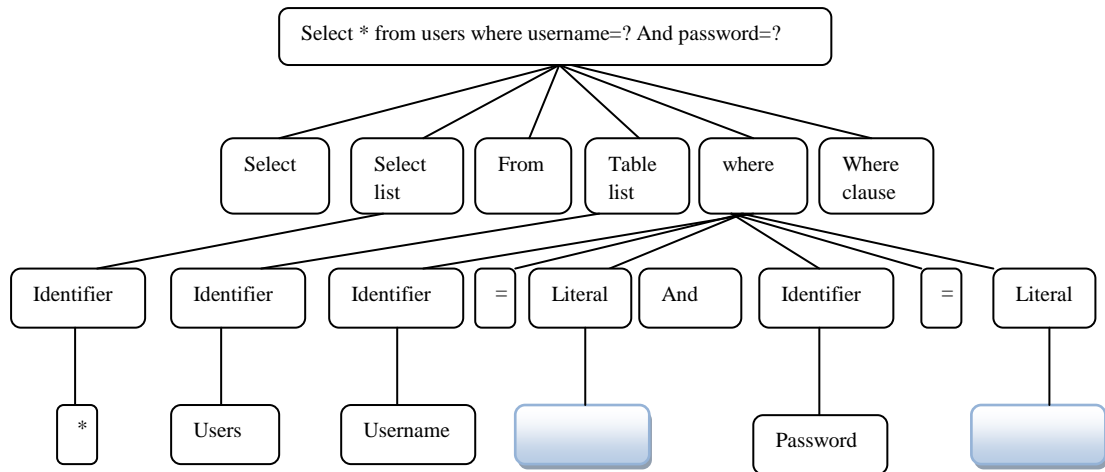 Select * from users where username=? And password=?
Select
Select
list
From
Table
list
where
Where
clause
Identifier
Identifier
Identifier
=
Literal
And
Identifier
=
Literal
*
Users
Username
Password